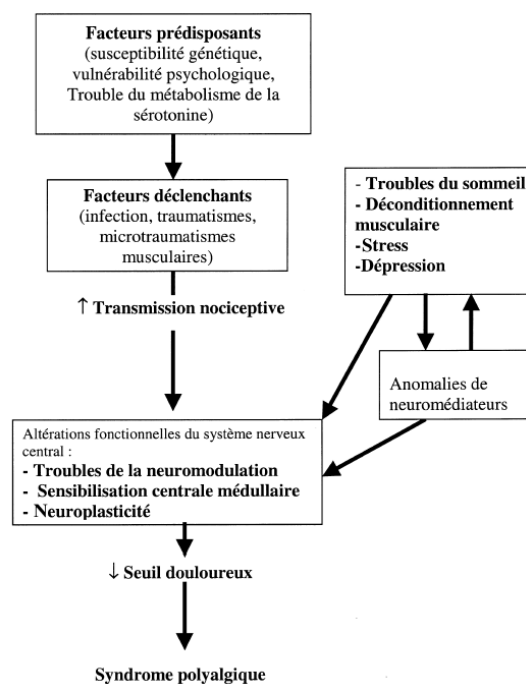 Facteurs prédisposants
(susceptibilité génétique,
vulnérabilité psychologique,
Trouble du métabolisme de la
sérotonine)
Facteurs déclenchants
(infection, traumatismes,
microtraumatismes
musculaires)
- Troubles du sommeil
- Déconditionnement
musculaire
-Stress
-Dépression
↑ Transmission nociceptive
Anomalies de
neuromédiateurs
Altérations fonctionnelles du système nerveux
central :
- Troubles de la neuromodulation
- Sensibilisation centrale médullaire
- Neuroplasticité
↓ Seuil douloureux
Syndrome polyalgique